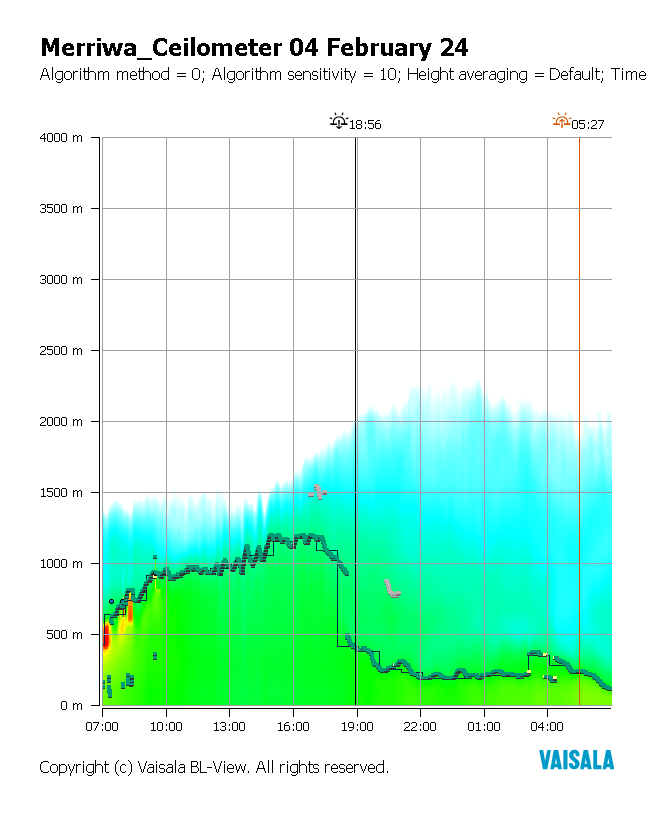 Merriwa_Ceilometer 04 February 24
Algorithm method = 0; Algorithm sensitivity = 10; Height averaging = Default; Time
18:56 05:27
4000 m
3500 m
3000 m
2500 m
2000 m
1500 m
1000 m
500 m
0 m
07:00 10:00 13:00 16:00 19:00 22:00 01:00 04:00
VAISALA
Copyright (c) Vaisala BL-View. All rights reserved.